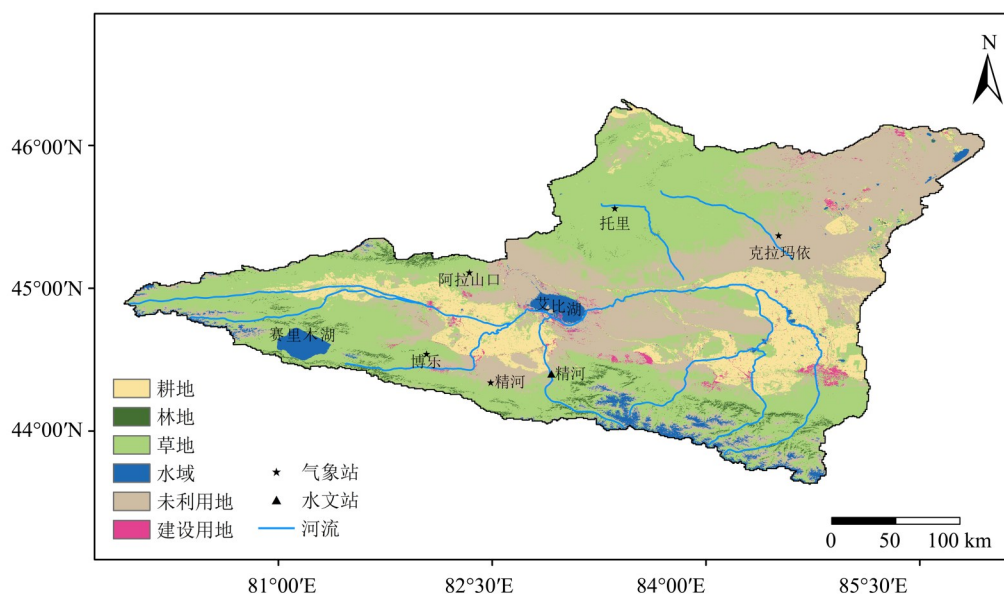 N
46°00′N
45°00′N
44°00′N
托里
克拉玛依
阿拉山口
艾比湖
赛里木湖
博乐
精河
精河
耕地
林地
草地
水域
未利用地
建设用地
气象站
水文站
河流
0 50 100 km
81°00′E 82°30′E 84°00′E 85°30′E